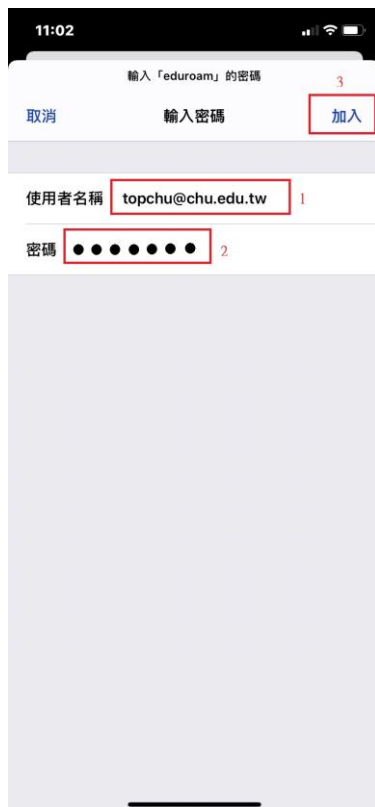 11:02
輸入「eduroam」的密碼
3
取消 輸入密碼 加入
使用者名稱 topchu@chu.edu.tw 1
密碼 ●●●●●●● 2